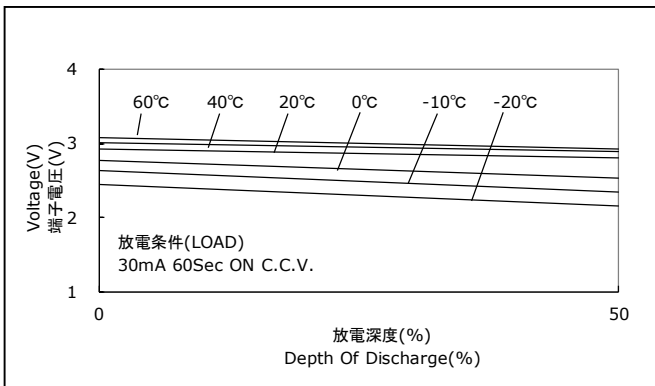 4
60℃ 40℃ 20℃ 0℃ -10℃ -20℃
3
Voltage(V)
端子電圧(V)
2
放電条件(LOAD)
30mA 60Sec ON C.C.V.
1
0 50
放電深度(%)
Depth Of Discharge(%)